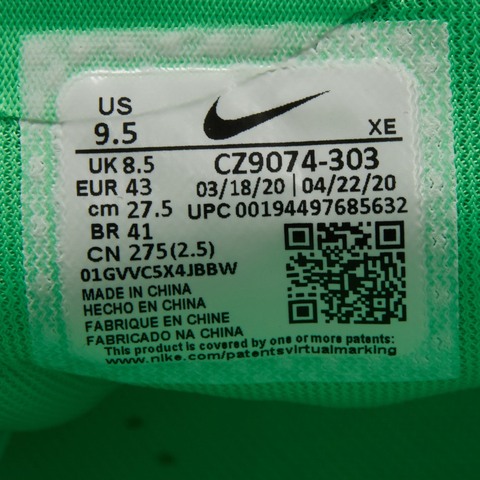 US
9.5
XE
UK 8.5
CZ9074-303
EUR 43
03/18/20 | 04/22/20
cm 27.5
UPC 00194497685632
BR 41
CN 275(2.5)
01GVVC5X4JBBW
MADE IN CHINA
HECHO EN CHINA
FABRIQUE EN CHINE
FABRICADO NA CHINA
This product is covered by one or more patents:
www.nike.com/patentsvirtualmarking